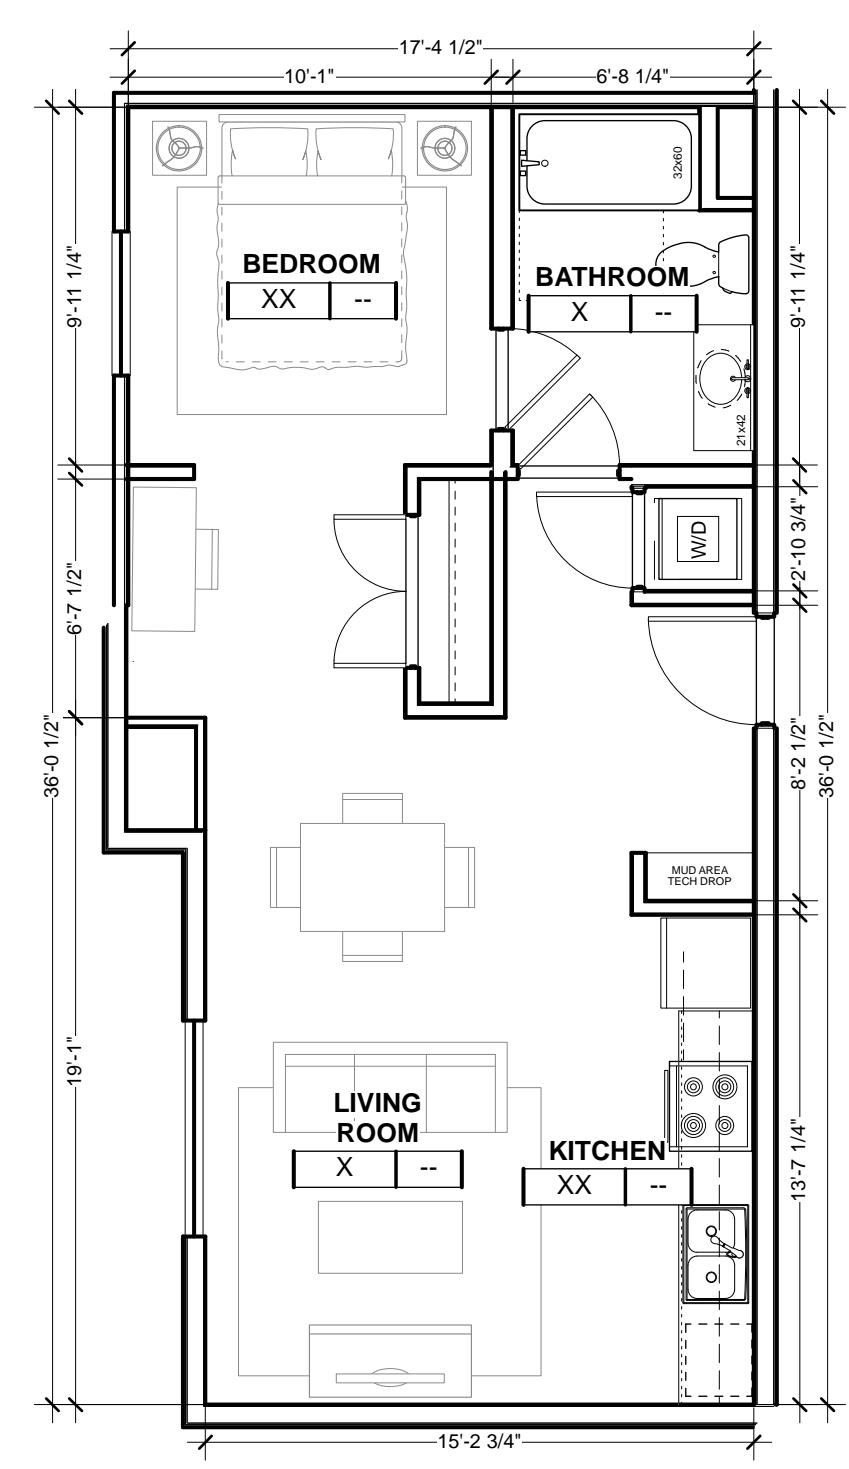 17'-4 1/2"
10'-1"
6'-8 1/4"
32x60
BEDROOM
XX --
BATHROOM
X --
9'-11 1/4"
9'-11 1/4"
21x42
W/D
2'-10 3/4"
6'-7 1/2"
36'-0 1/2"
8'-2 1/2"
36'-0 1/2"
MUD AREA
TECH DROP
19'-1"
LIVING
ROOM
X --
KITCHEN
XX --
13'-7 1/4"
15'-2 3/4"